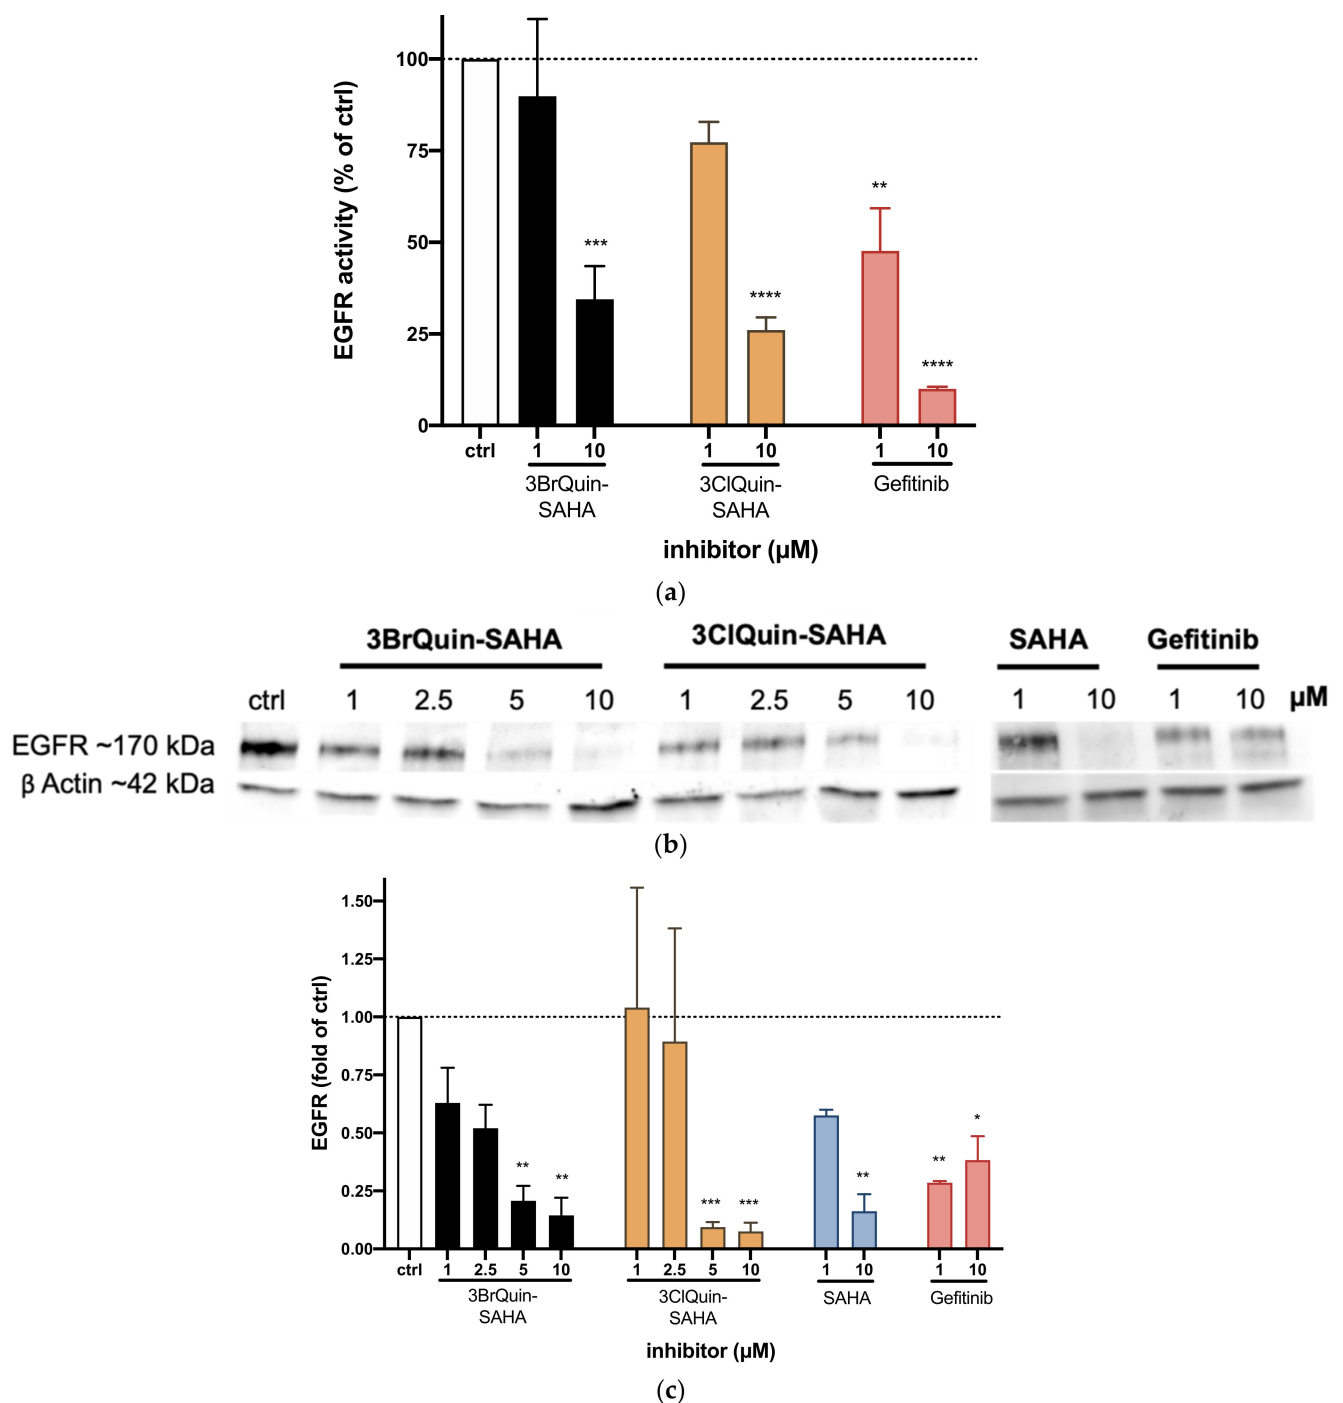 100
75
50
25
0
EGFR activity (% of ctrl)
** 
***
****
****
ctrl 1 10 1 10 1 10
3BrQuin-SAHA 3ClQuin-SAHA Gefitinib
inhibitor (µM)
(a)
3BrQuin-SAHA 3ClQuin-SAHA SAHA Gefitinib
ctrl 1 2.5 5 10 1 2.5 5 10 1 10 1 10 µM
EGFR ~170 kDa
β Actin ~42 kDa
(b)
1.50
1.25
1.00
0.75
0.50
0.25
0.00
EGFR (fold of ctrl)
** ** *** *** ** ** *
ctrl 1 2.5 5 10 1 2.5 5 10 1 10 1 10
3BrQuin-SAHA 3ClQuin-SAHA SAHA Gefitinib
inhibitor (µM)
(c)